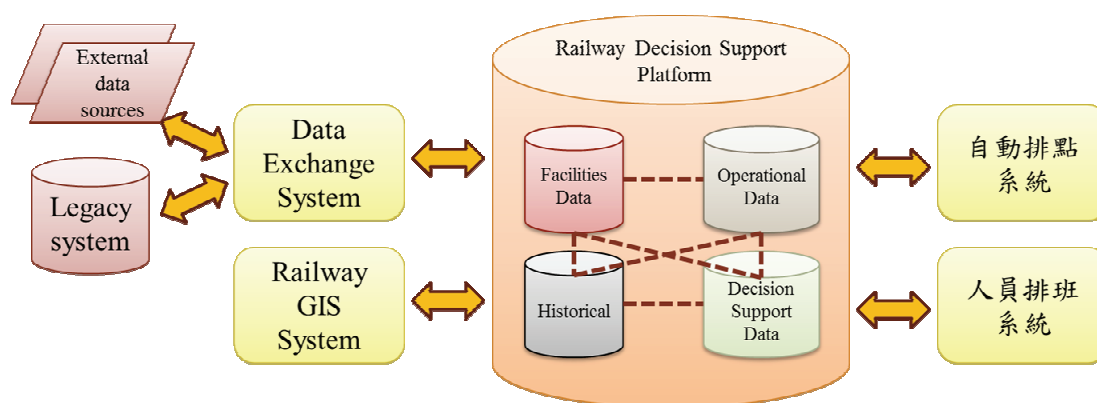 External
data
sources
Legacy
system
Data
Exchange
System
Railway
GIS
System
Railway Decision Support
Platform
Facilities
Data
Operational
Data
Historical
Decision
Support
Data
自動排點
系統
人員排班
系統